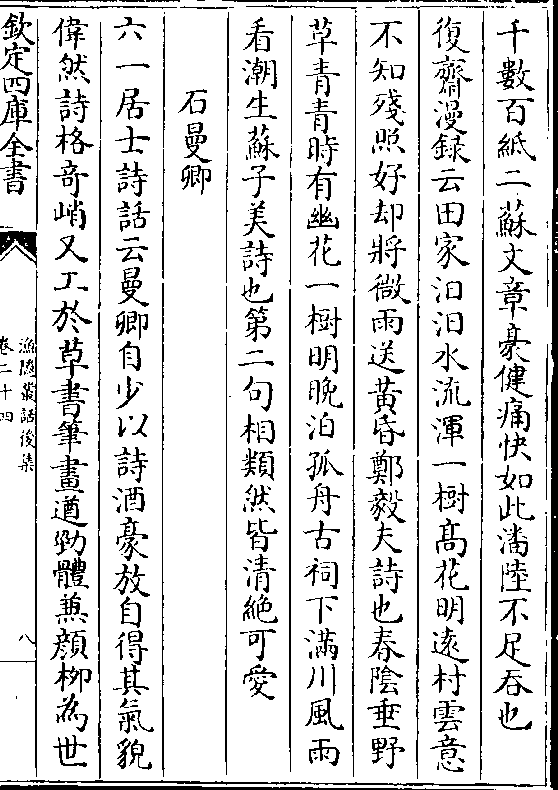 千數百紙二蘇文章豪健痛快如此潘陸不足吞也
復齋漫録云田家汩汩水流渾一樹髙花明逺村雲意
不知殘照好却將微雨送黄昏鄭毅夫詩也春陰垂野
草青青時有幽花一樹明晚泊孤舟古祠下滿川風雨
看潮生蘇子美詩也第二句相類然皆清絶可愛
石曼卿
六一居士詩話云曼卿自少以詩酒豪放自得其氣貌
偉然詩格竒峭又工於草書筆畫遒勁體兼顔柳為世
欽定四庫全書
漁隱叢話後集
卷二十四
八